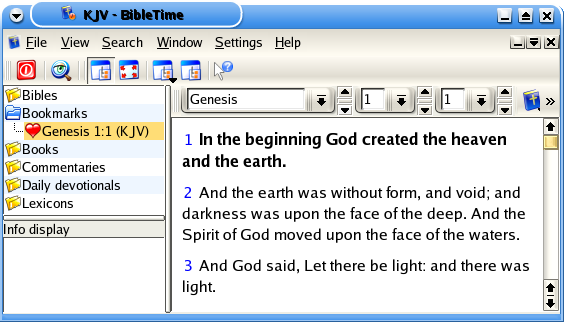 KJV - BibleTime
File View Search Window Settings Help
Bibles
Bookmarks
Genesis 1:1 (KJV)
Books
Commentaries
Daily devotionals
Lexicons
Info display
Genesis 1 1 »
1 In the beginning God created the heaven
and the earth.
2 And the earth was without form, and void; and
darkness was upon the face of the deep. And the
Spirit of God moved upon the face of the waters.
3 And God said, Let there be light: and there was
light.